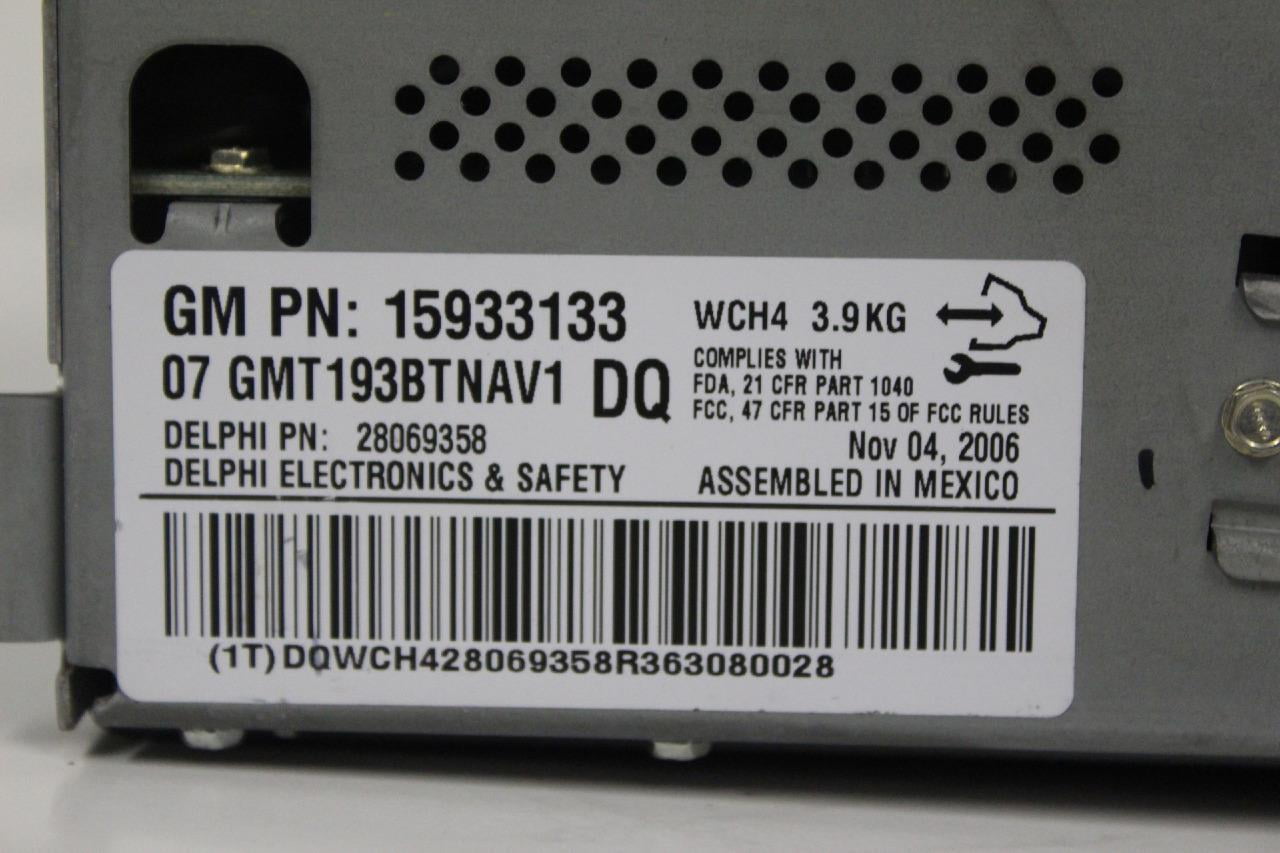 GM PN: 15933133
07 GMT193BTNAV1 DQ
DELPHI PN: 28069358
DELPHI ELECTRONICS & SAFETY
WCH4 3.9KG
COMPLIES WITH
FDA, 21 CFR PART 1040
FCC, 47 CFR PART 15 OF FCC RULES
Nov 04, 2006
ASSEMBLED IN MEXICO
(1T)DQWCH428069358R363080028